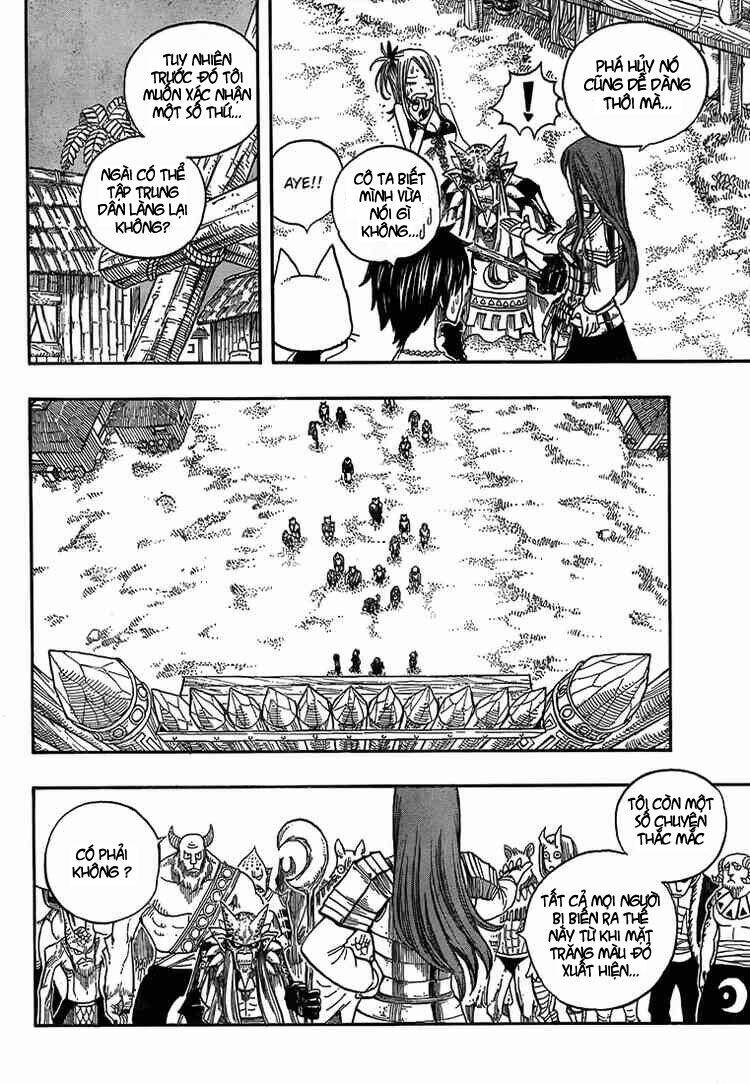 TUY NHIÊN
TRƯỚC ĐÓ TÔI
MUỐN XÁC NHẬN
MỘT SỐ THỨ...
NGÀI CÓ THỂ
TẬP TRUNG
DÂN LÀNG LẠI
KHÔNG?
PHÁ HỦY NÓ
CŨNG DỄ DÀNG
THÔI MÀ...
!
CÔ TA BIẾT
MÌNH VỪA
NÓI GÌ
KHÔNG...
AYE!!
TÔI CÒN MỘT
SỐ CHUYỆN
THẮC MẮC
CÓ PHẢI
KHÔNG ?
TẤT CẢ MỌI NGƯỜI
BỊ BIẾN RA THẾ
NÀY TỪ KHI MẶT
TRĂNG MÀU ĐỎ
XUẤT HIỆN...